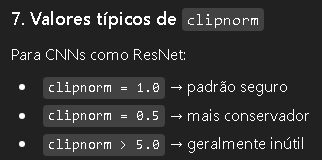 7. Valores típicos de clipnorm
Para CNNs como ResNet:
• clipnorm = 1.0 → padrão seguro
• clipnorm = 0.5 → mais conservador
• clipnorm > 5.0 → geralmente inútil